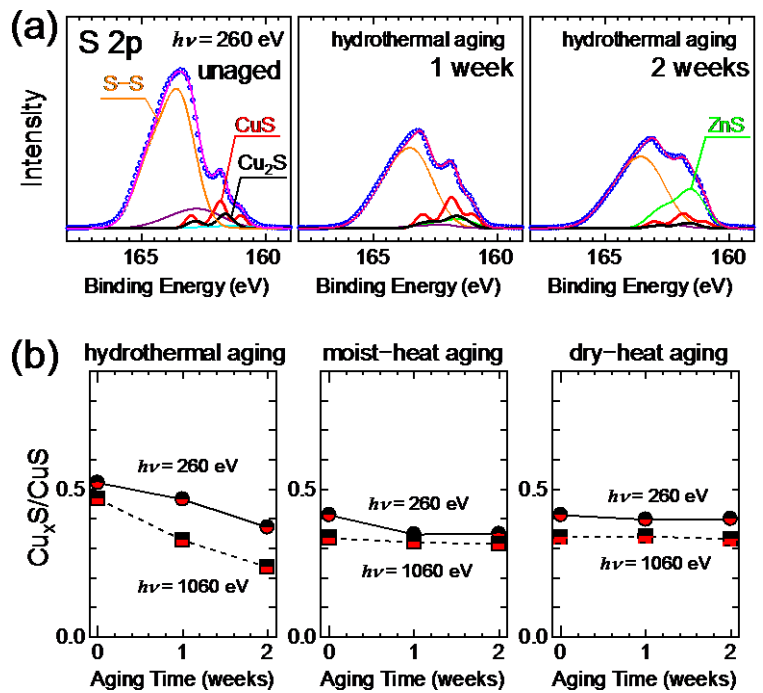 (a)
S 2p
hν = 260 eV
unaged
S−S
CuS
Cu₂S
hydrothermal aging
1 week
hydrothermal aging
2 weeks
ZnS
Intensity
165 160
165 160
165 160
Binding Energy (eV)
Binding Energy (eV)
Binding Energy (eV)
(b)
hydrothermal aging
moist−heat aging
dry−heat aging
CuₓS/CuS
0.5
0.0
hν = 260 eV
hν = 1060 eV
0 1 2
Aging Time (weeks)
0.5
0.0
hν = 260 eV
hν = 1060 eV
0 1 2
Aging Time (weeks)
0.5
0.0
hν = 260 eV
hν = 1060 eV
0 1 2
Aging Time (weeks)